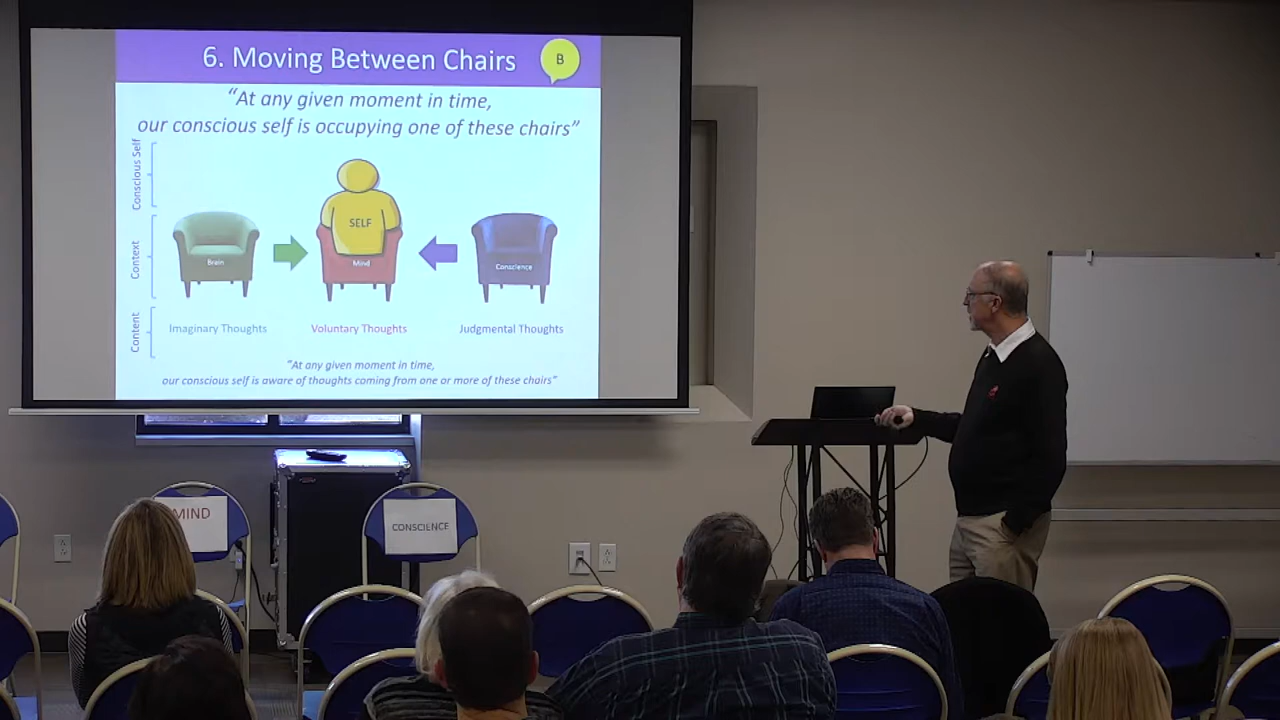 6. Moving Between Chairs
B
“At any given moment in time,
our conscious self is occupying one of these chairs”
Conscious Self
Context
Content
SELF
Brain
Mind
Conscience
Imaginary Thoughts
Voluntary Thoughts
Judgmental Thoughts
“At any given moment in time,
our conscious self is aware of thoughts coming from one or more of these chairs”
MIND
CONSCIENCE